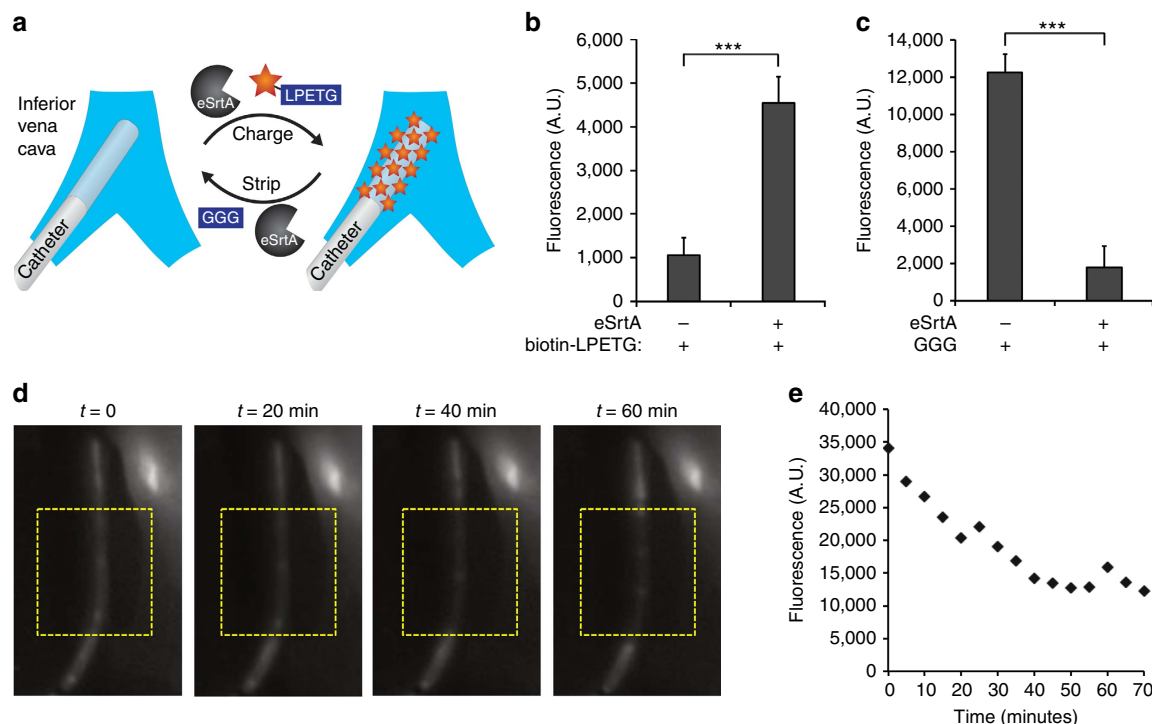 a
Inferior
vena
cava
eSrtA
LPETG
Charge
Strip
GGG
eSrtA
Catheter
Catheter
b
Fluorescence (A.U.)
6,000
5,000
4,000
3,000
2,000
1,000
0
***
eSrtA – +
biotin-LPETG: + +
c
Fluorescence (A.U.)
14,000
12,000
10,000
8,000
6,000
4,000
2,000
0
***
eSrtA – +
GGG + +
d
t = 0 t = 20 min t = 40 min t = 60 min
e
Fluorescence (A.U.)
40,000
35,000
30,000
25,000
20,000
15,000
10,000
5,000
0
0 10 20 30 40 50 60 70
Time (minutes)